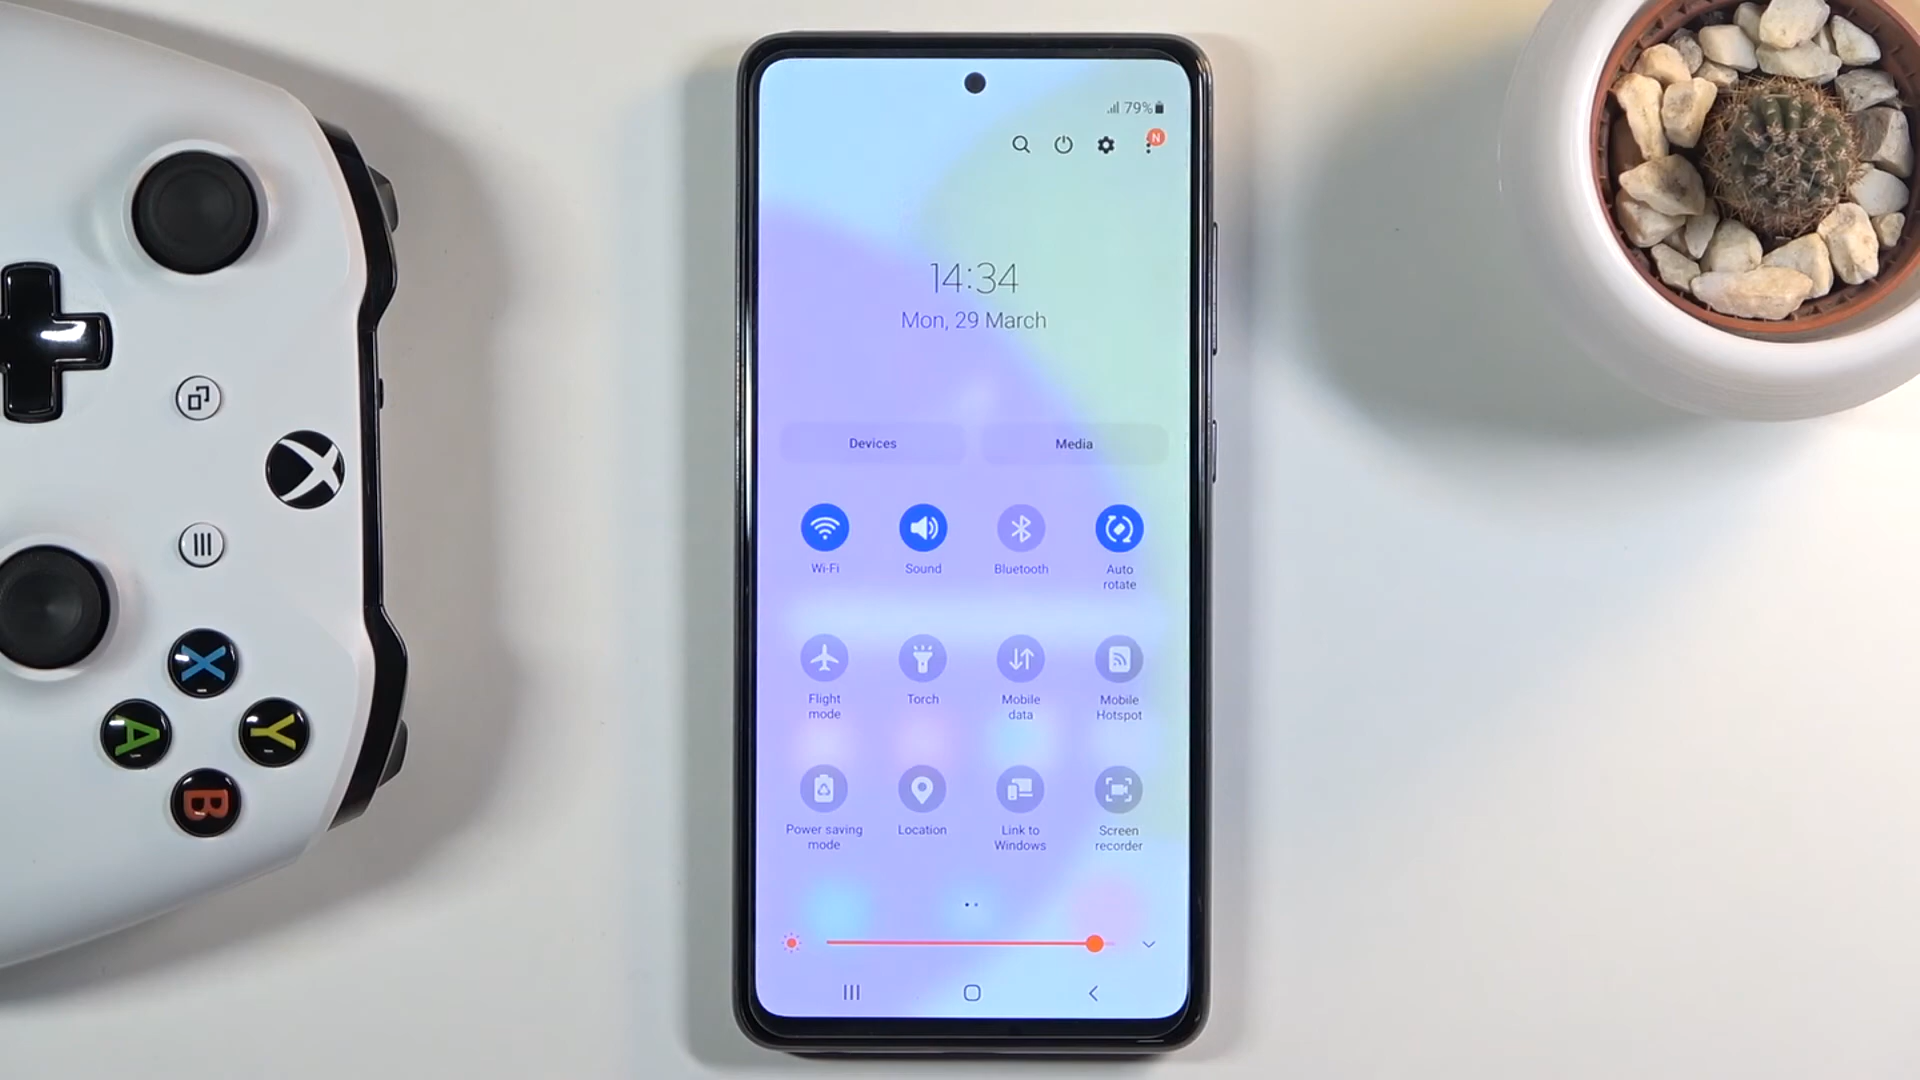 79%
N
14:34
Mon, 29 March
Devices
Media
Wi-Fi
Sound
Bluetooth
Auto
rotate
Flight
mode
Torch
Mobile
data
Mobile
Hotspot
Power saving
mode
Location
Link to
Windows
Screen
recorder
X
A
Y
B